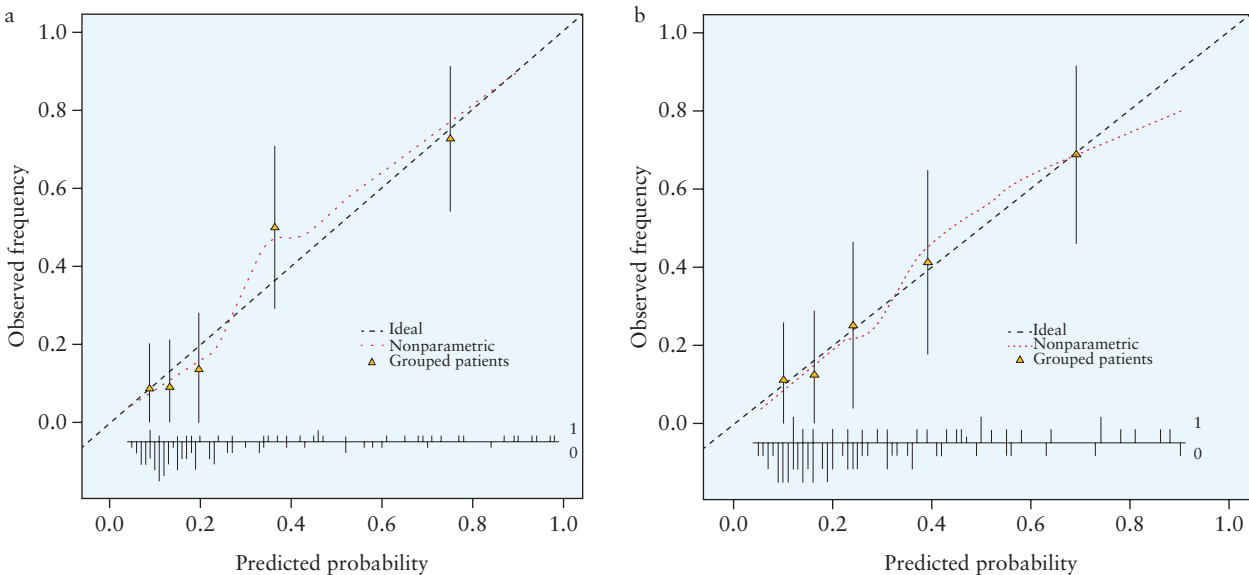 a
Observed frequency
1.0
0.8
0.6
0.4
0.2
0.0
Ideal
Nonparametric
Grouped patients
1
0
0.0 0.2 0.4 0.6 0.8 1.0
Predicted probability
b
Observed frequency
1.0
0.8
0.6
0.4
0.2
0.0
Ideal
Nonparametric
Grouped patients
1
0
0.0 0.2 0.4 0.6 0.8 1.0
Predicted probability